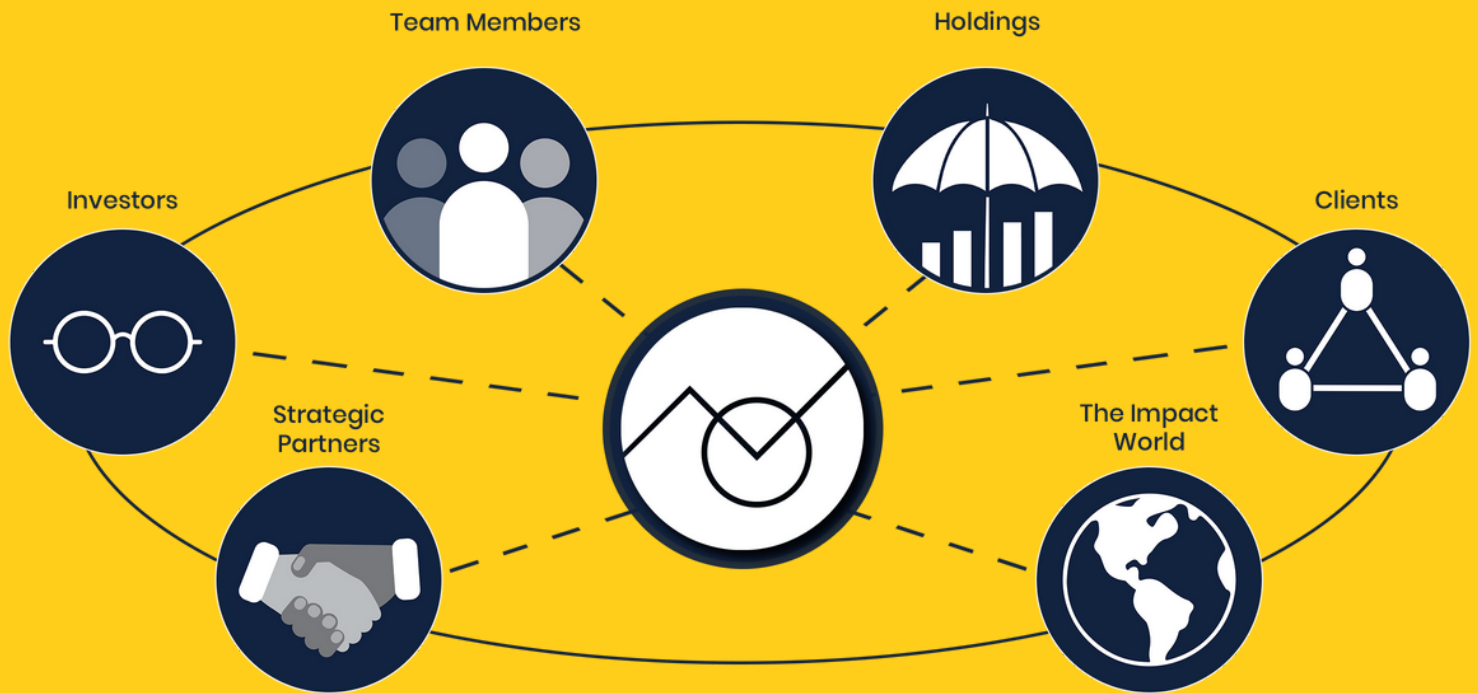 Team Members
Holdings
Investors
Clients
Strategic
Partners
The Impact
World